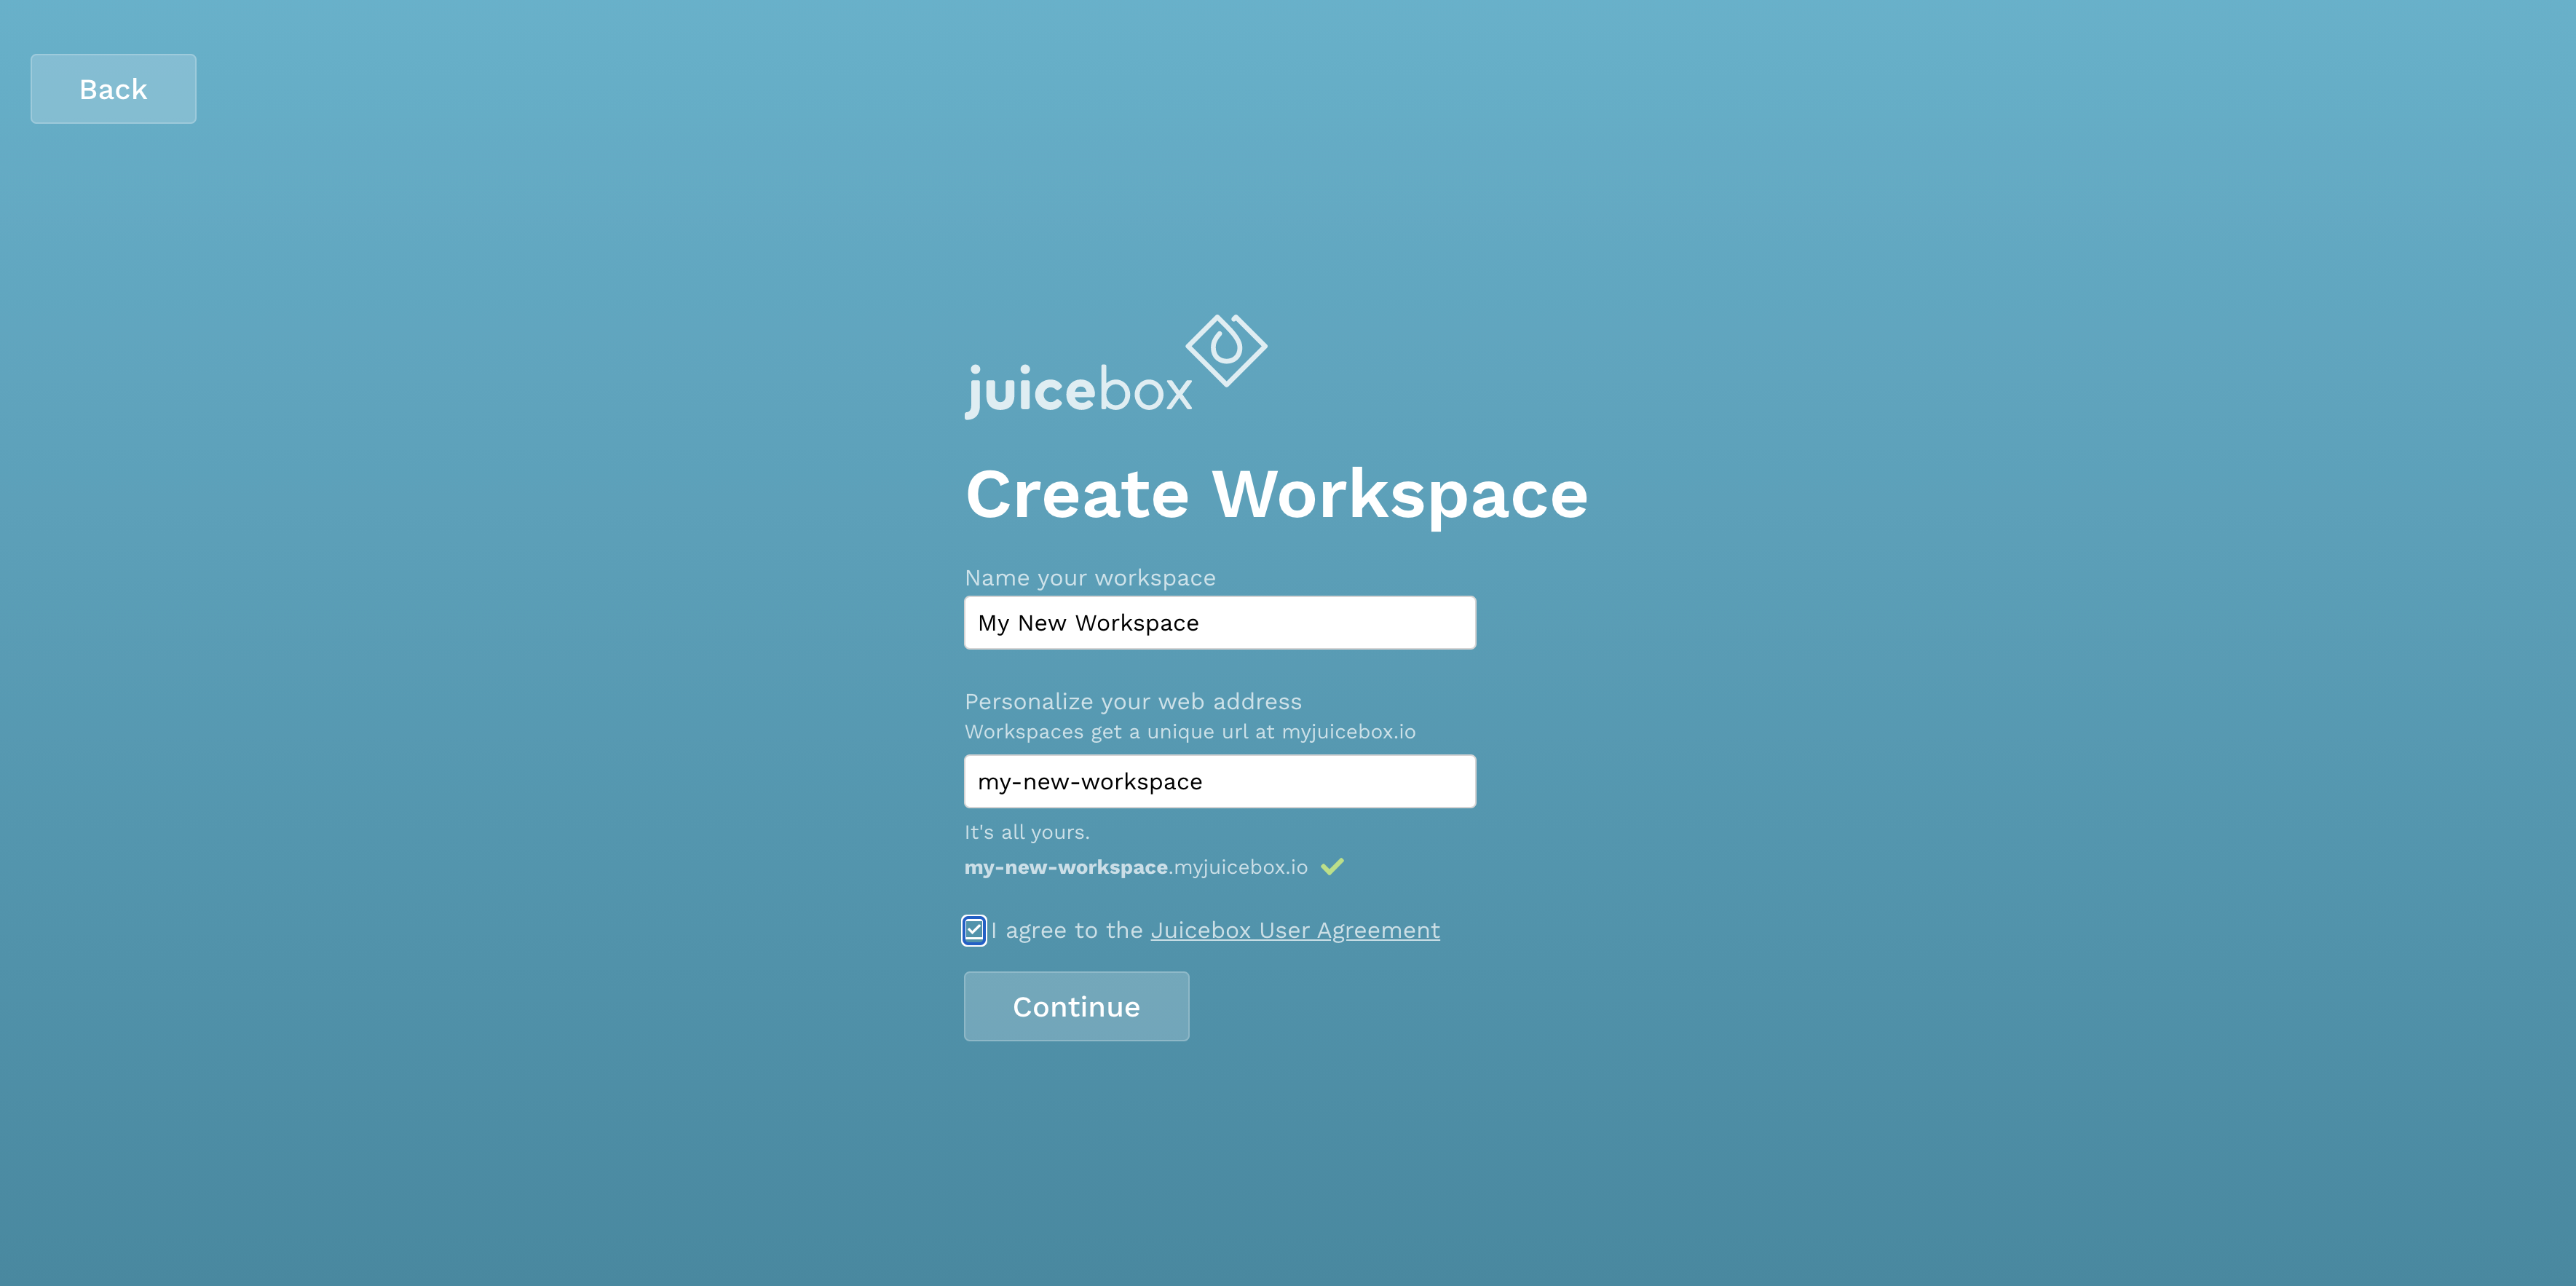 Back
juicebox
Create Workspace
Name your workspace
My New Workspace
Personalize your web address
Workspaces get a unique url at myjuicebox.io
my-new-workspace
It's all yours.
my-new-workspace.myjuicebox.io
I agree to the Juicebox User Agreement
Continue